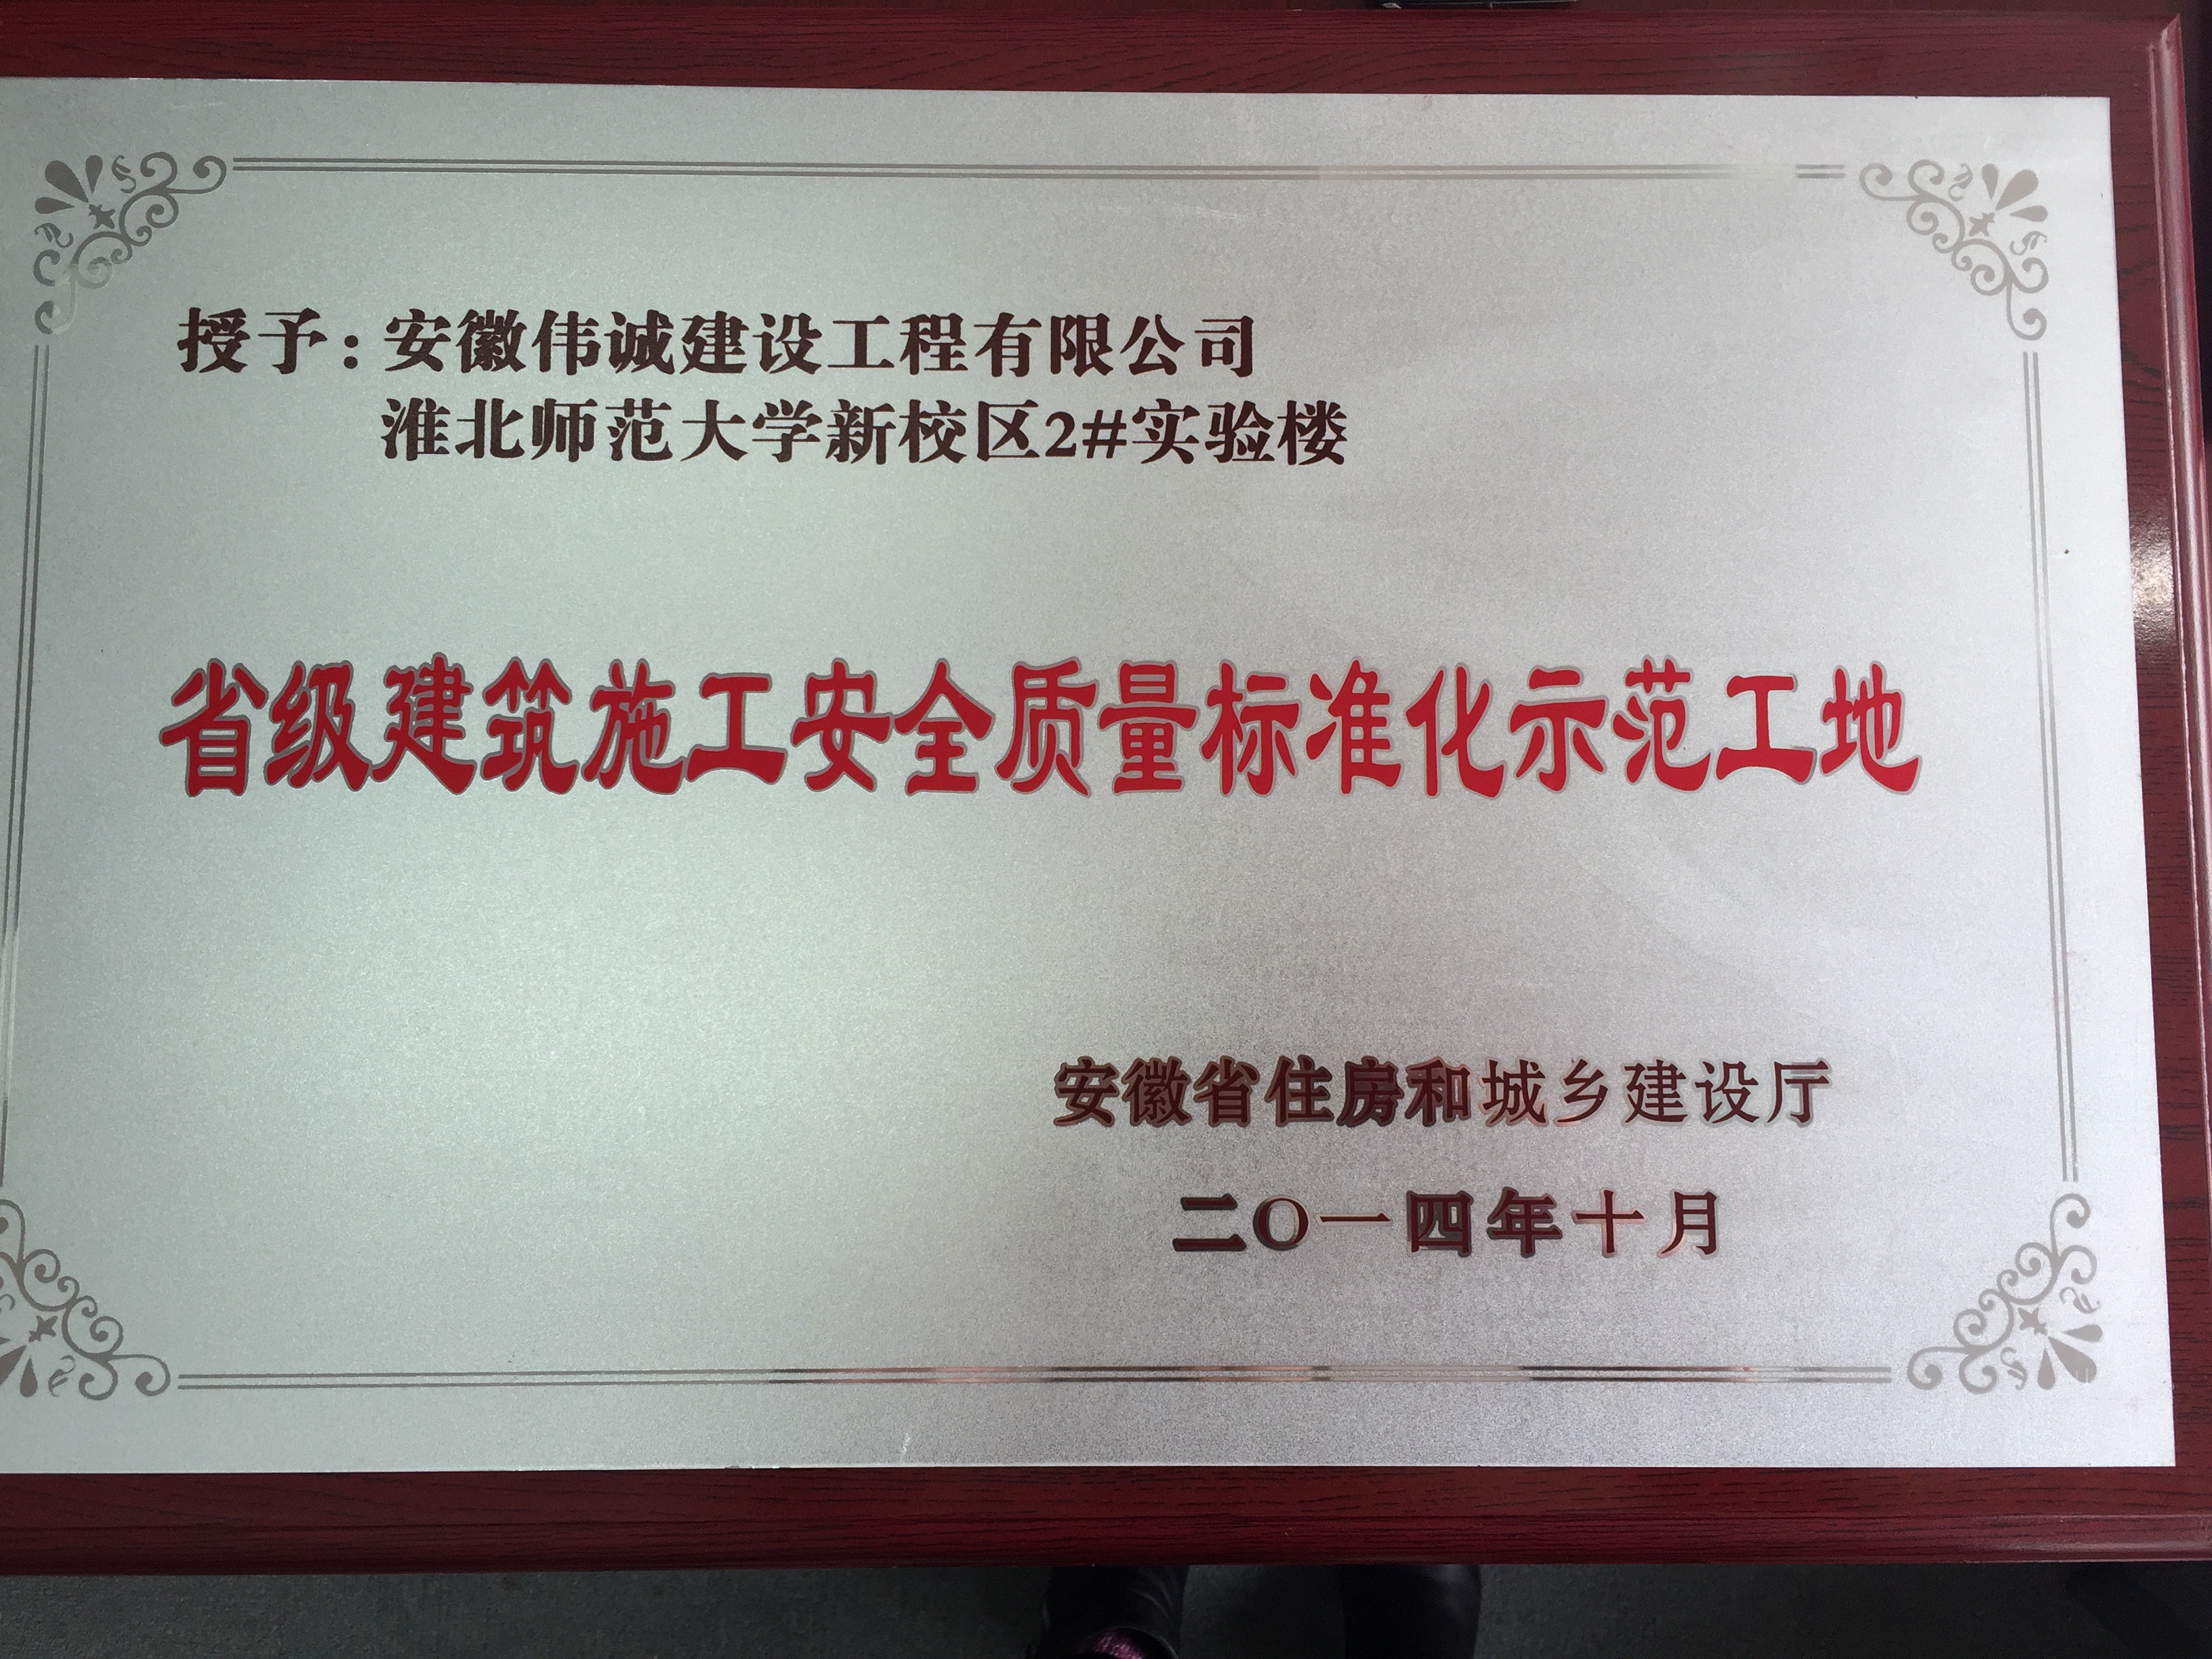 授予：安徽伟诚建设工程有限公司
淮北师范大学新校区2#实验楼
省级建筑施工安全质量标准化示范工地
安徽省住房和城乡建设厅
二〇一四年十月